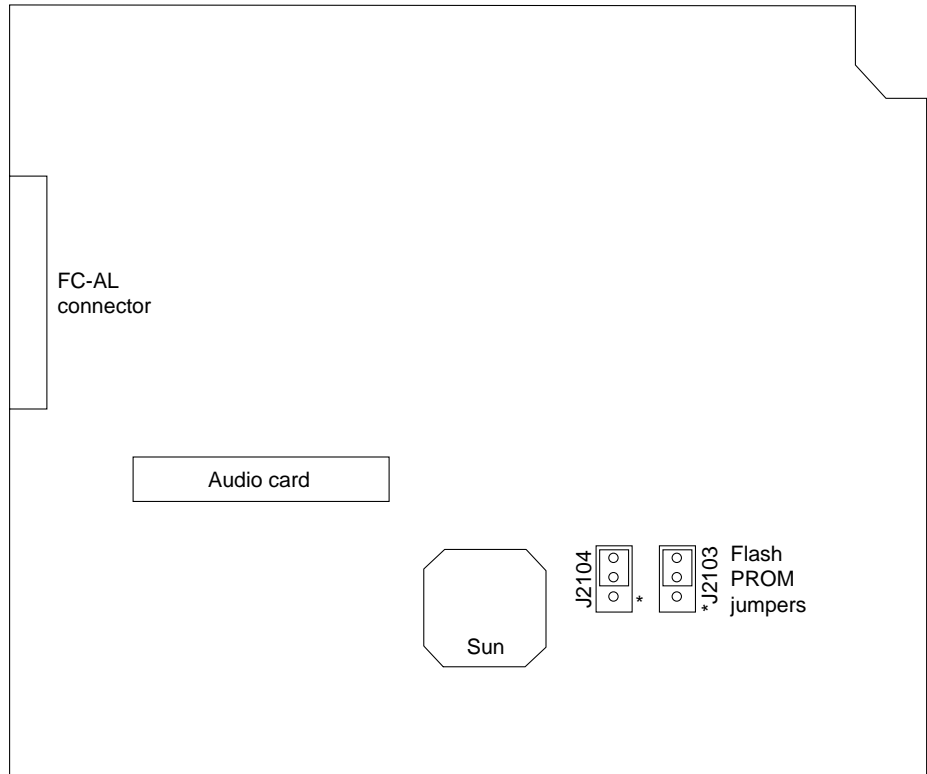 FC-AL
connector
Audio card
Sun
J2104
*
J2103
*
Flash
PROM
jumpers